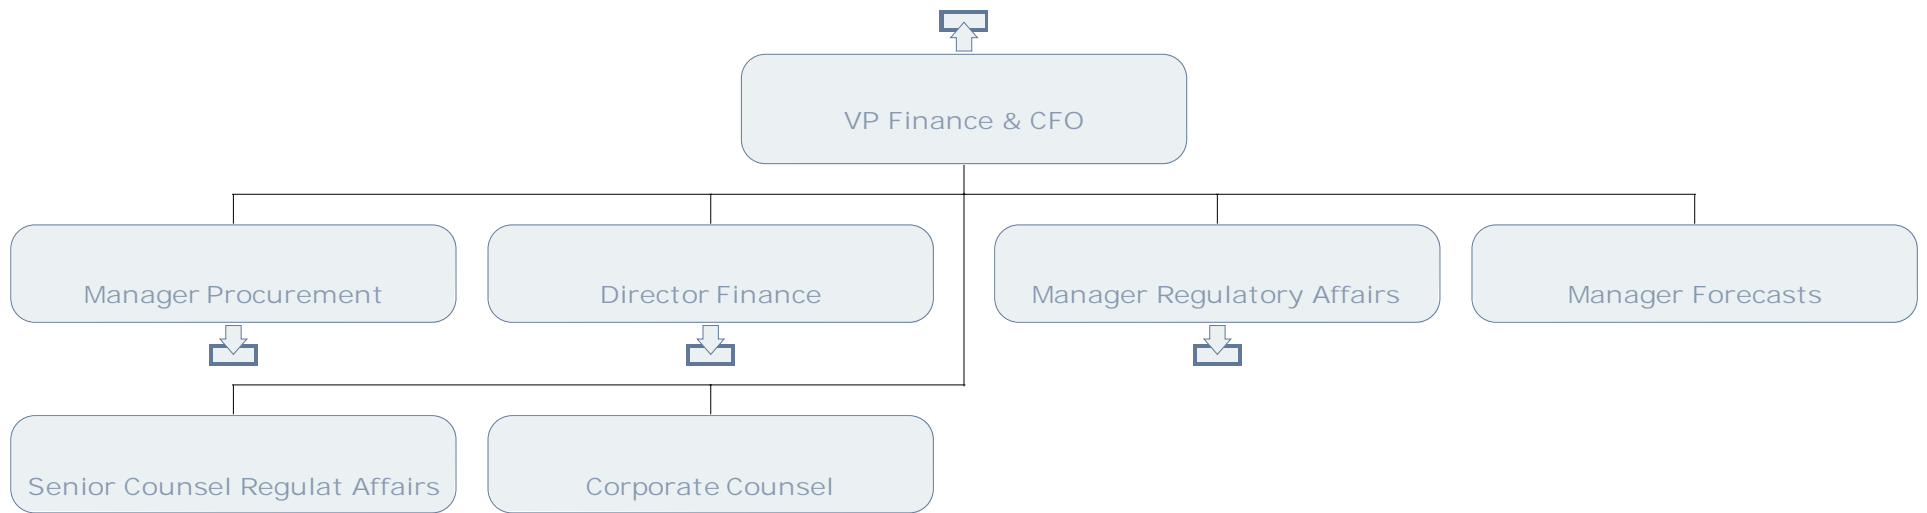 VP Finance & CFO
Manager Procurement
Director Finance
Manager Regulatory Affairs
Manager Forecasts
Senior Counsel Regulat Affairs
Corporate Counsel